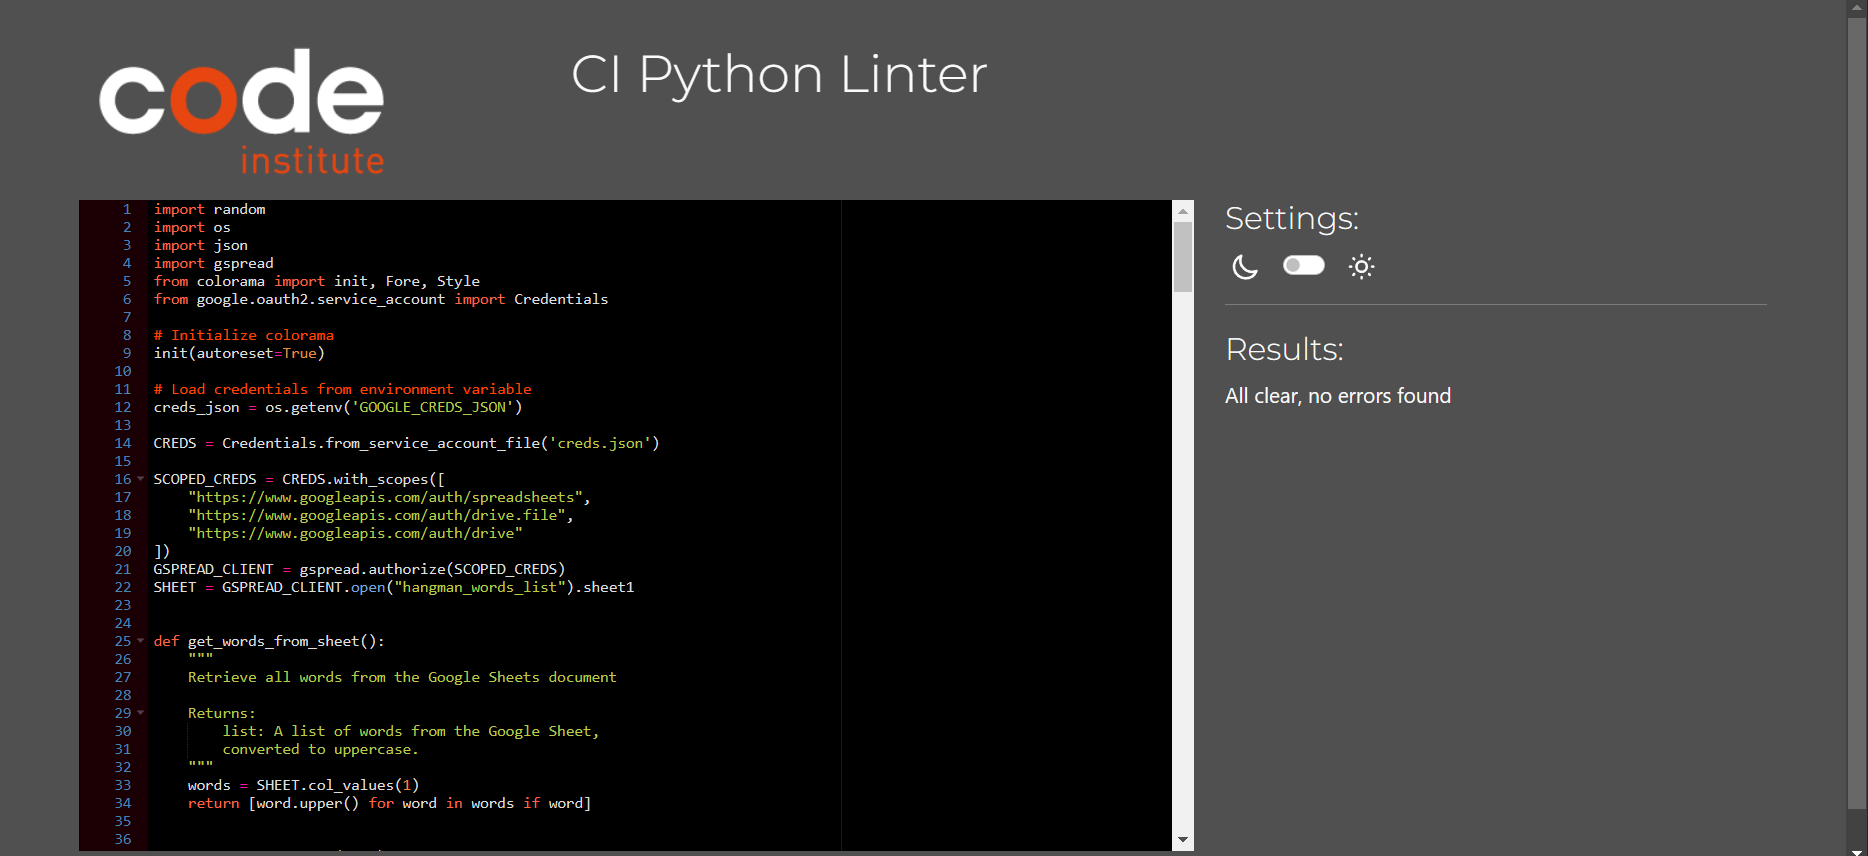 code
institute
CI Python Linter
1 import random
2 import os
3 import json
4 import gspread
5 from colorama import init, Fore, Style
6 from google.oauth2.service_account import Credentials
7
8 # Initialize colorama
9 init(autoreset=True)
10
11 # Load credentials from environment variable
12 creds_json = os.getenv('GOOGLE_CREDS_JSON')
13
14 CREDS = Credentials.from_service_account_file('creds.json')
15
16 SCOPED_CREDS = CREDS.with_scopes([
17     "https://www.googleapis.com/auth/spreadsheets",
18     "https://www.googleapis.com/auth/drive.file",
19     "https://www.googleapis.com/auth/drive"
20 ])
21 GSPREAD_CLIENT = gspread.authorize(SCOPED_CREDS)
22 SHEET = GSPREAD_CLIENT.open("hangman_words_list").sheet1
23
24
25 def get_words_from_sheet():
26     """
27     Retrieve all words from the Google Sheets document
28
29     Returns:
30         list: A list of words from the Google Sheet,
31         converted to uppercase.
32     """
33     words = SHEET.col_values(1)
34     return [word.upper() for word in words if word]
35
36
Settings:
Results:
All clear, no errors found